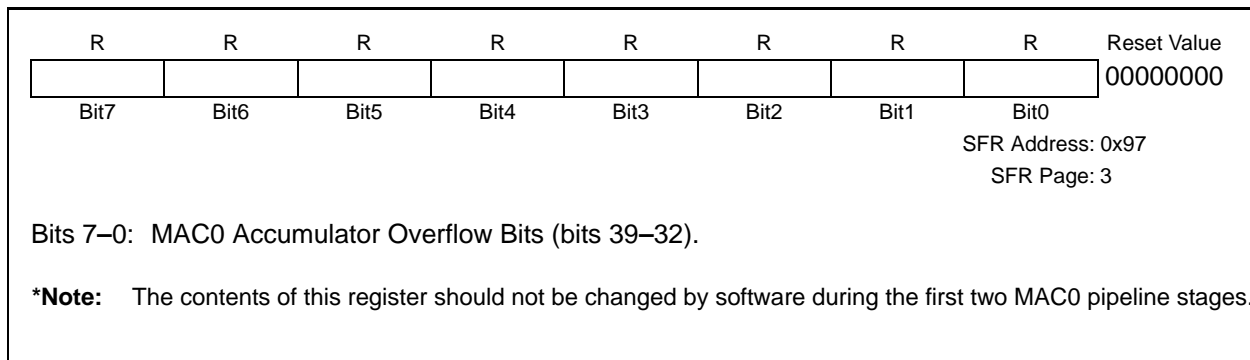 R R R R R R R R Reset Value
00000000
Bit7 Bit6 Bit5 Bit4 Bit3 Bit2 Bit1 Bit0
SFR Address: 0x97
SFR Page: 3
Bits 7–0: MAC0 Accumulator Overflow Bits (bits 39–32).
*Note: The contents of this register should not be changed by software during the first two MAC0 pipeline stages.